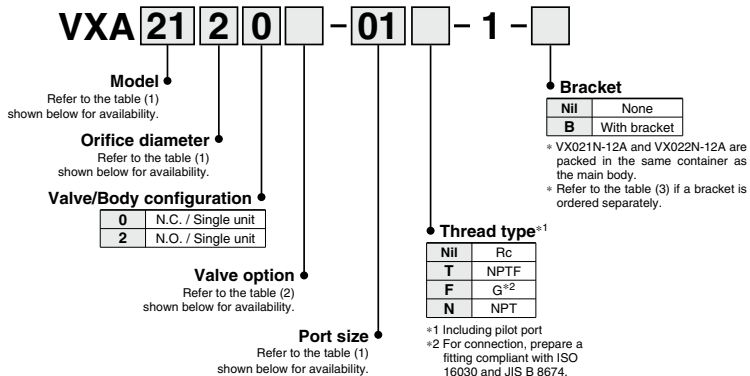 VXA 21 2 0 – 01 – 1 –
Model
Refer to the table (1)
shown below for availability.
Orifice diameter
Refer to the table (1)
shown below for availability.
Valve/Body configuration
0 N.C. / Single unit
2 N.O. / Single unit
Valve option
Refer to the table (2)
shown below for availability.
Port size
Refer to the table (1)
shown below for availability.
Thread type*1
Nil Rc
T NPTF
F G*2
N NPT
*1 Including pilot port
*2 For connection, prepare a
fitting compliant with ISO
16030 and JIS B 8674.
Bracket
Nil None
B With bracket
* VX021N-12A and VX022N-12A are
packed in the same container as
the main body.
* Refer to the table (3) if a bracket is
ordered separately.